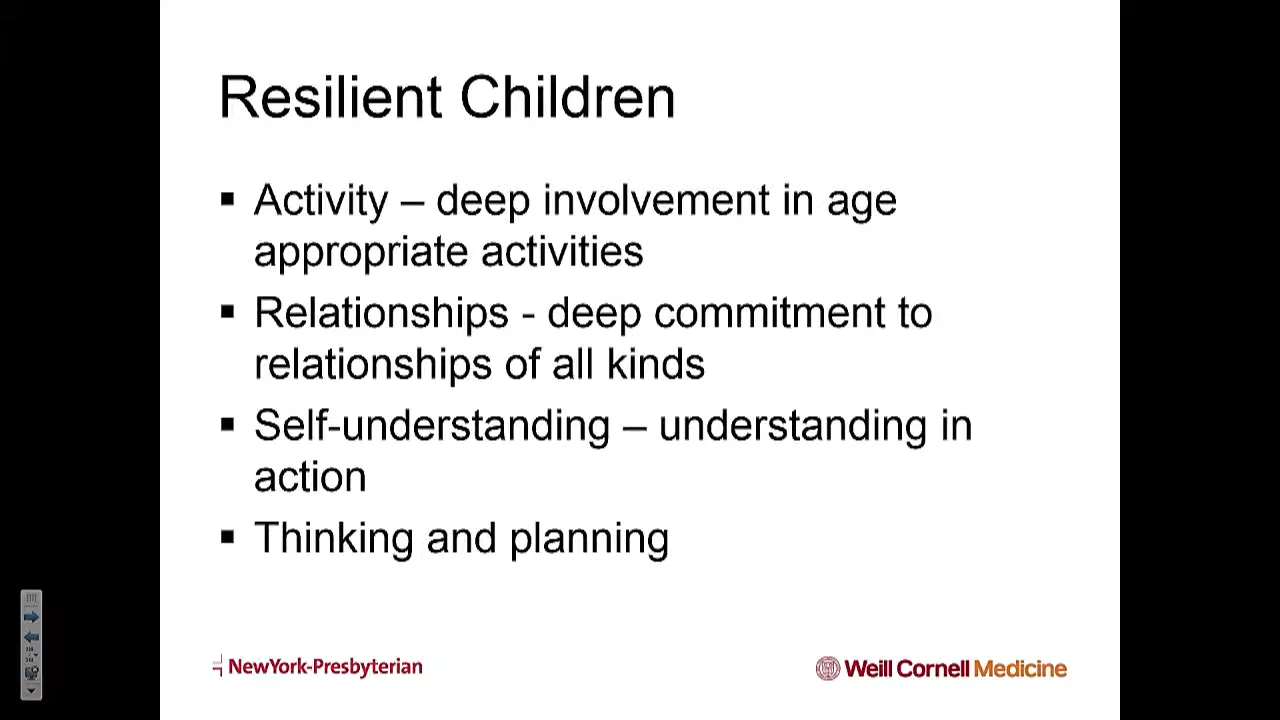 Resilient Children
▪ Activity – deep involvement in age
appropriate activities
▪ Relationships - deep commitment to
relationships of all kinds
▪ Self-understanding – understanding in
action
▪ Thinking and planning
NewYork-Presbyterian
Weill Cornell Medicine